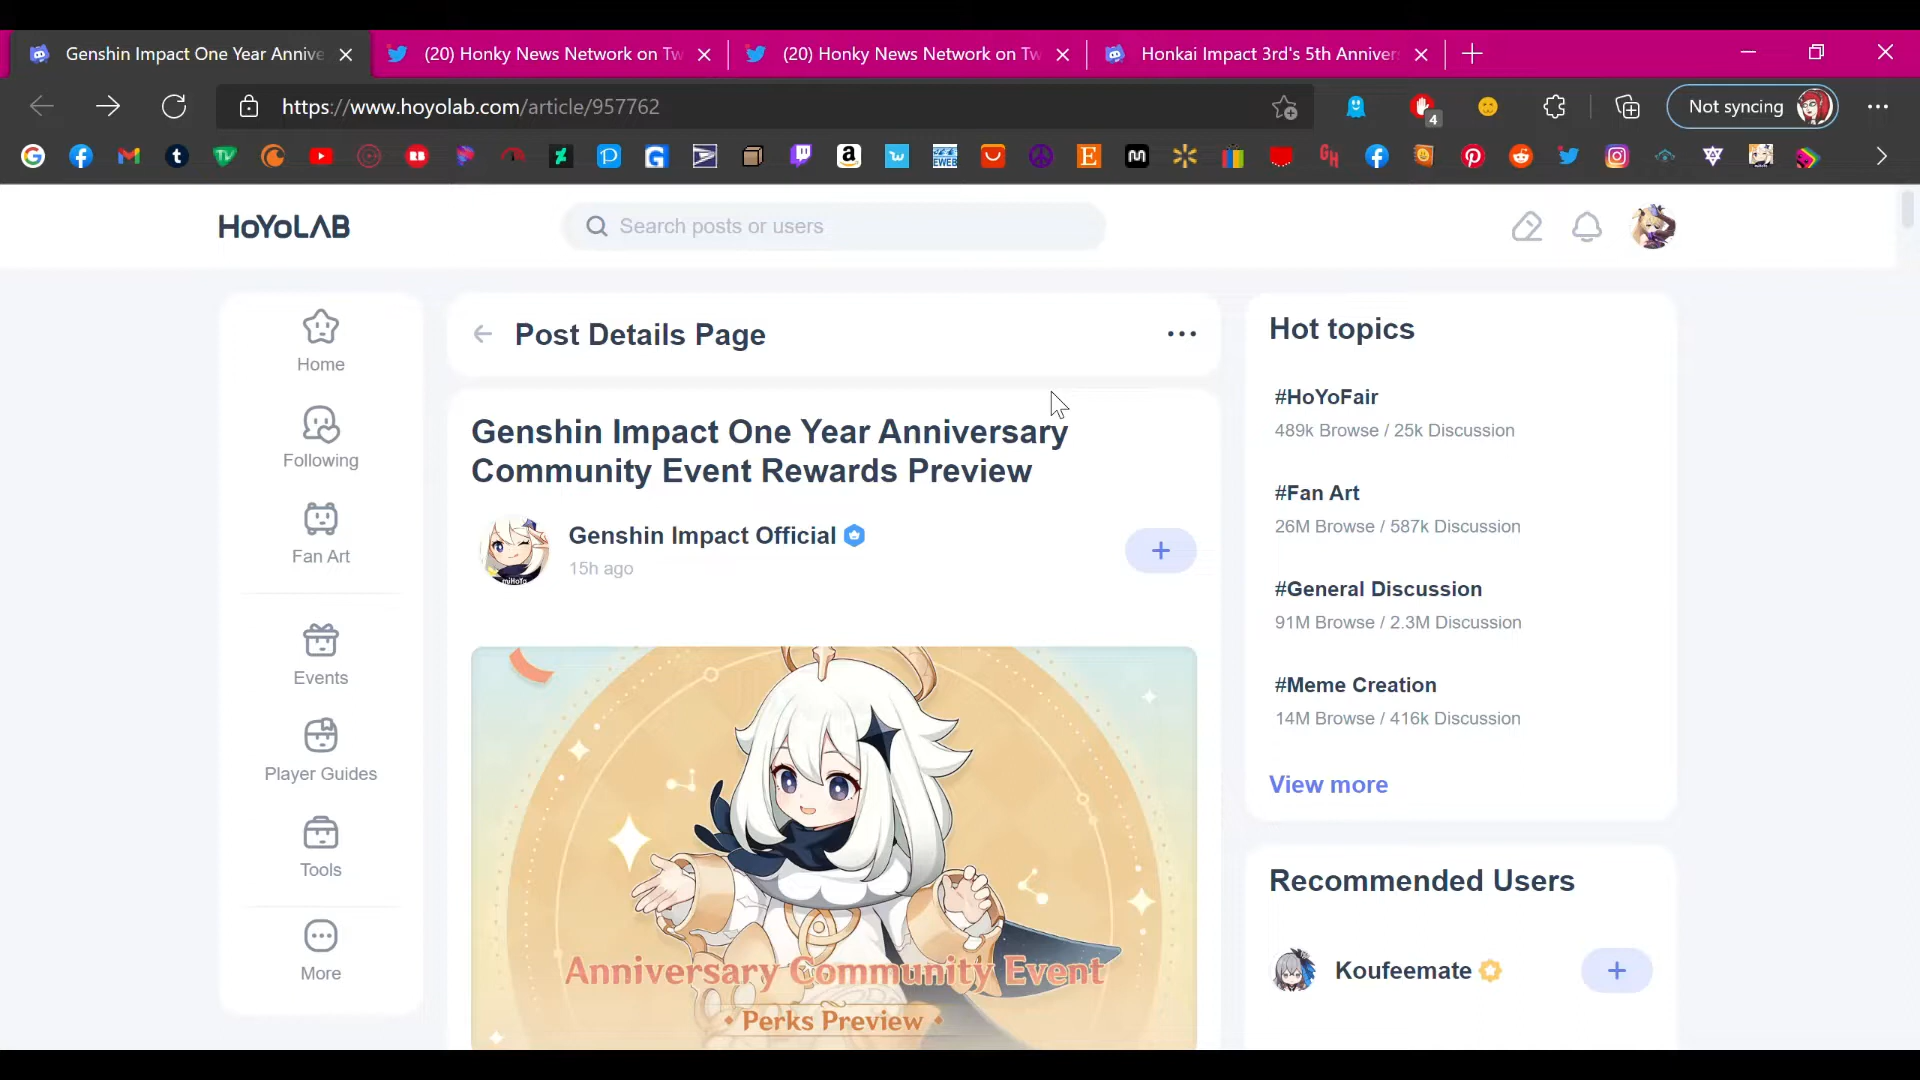 Genshin Impact One Year Annive
(20) Honky News Network on Tw
(20) Honky News Network on Tw
Honkai Impact 3rd's 5th Anniver
https://www.hoyolab.com/article/957762
4
Not syncing
HoYoLAB
Search posts or users
Home
Following
Fan Art
Events
Player Guides
Tools
More
Post Details Page
Genshin Impact One Year Anniversary
Community Event Rewards Preview
Genshin Impact Official
15h ago
miHoYo
Anniversary Community Event
Perks Preview
Hot topics
#HoYoFair
489k Browse / 25k Discussion
#Fan Art
26M Browse / 587k Discussion
#General Discussion
91M Browse / 2.3M Discussion
#Meme Creation
14M Browse / 416k Discussion
View more
Recommended Users
Koufeemate